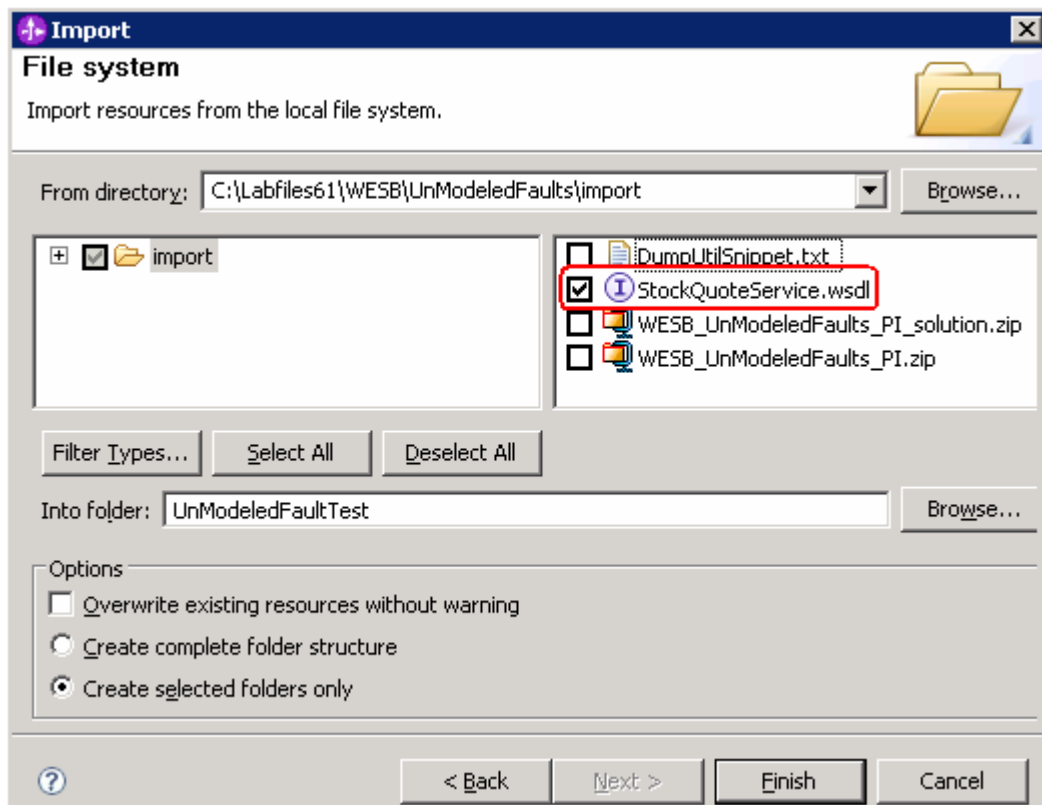 Import
File system
Import resources from the local file system.
From directory: C:\Labfiles61\WESB\UnModeledFaults\import Browse...
import
DumpUtilSnippet.txt
StockQuoteService.wsdl
WESB_UnModeledFaults_PI_solution.zip
WESB_UnModeledFaults_PI.zip
Filter Types... Select All Deselect All
Into folder: UnModeledFaultTest Browse...
Options
Overwrite existing resources without warning
Create complete folder structure
Create selected folders only
? < Back Next > Finish Cancel